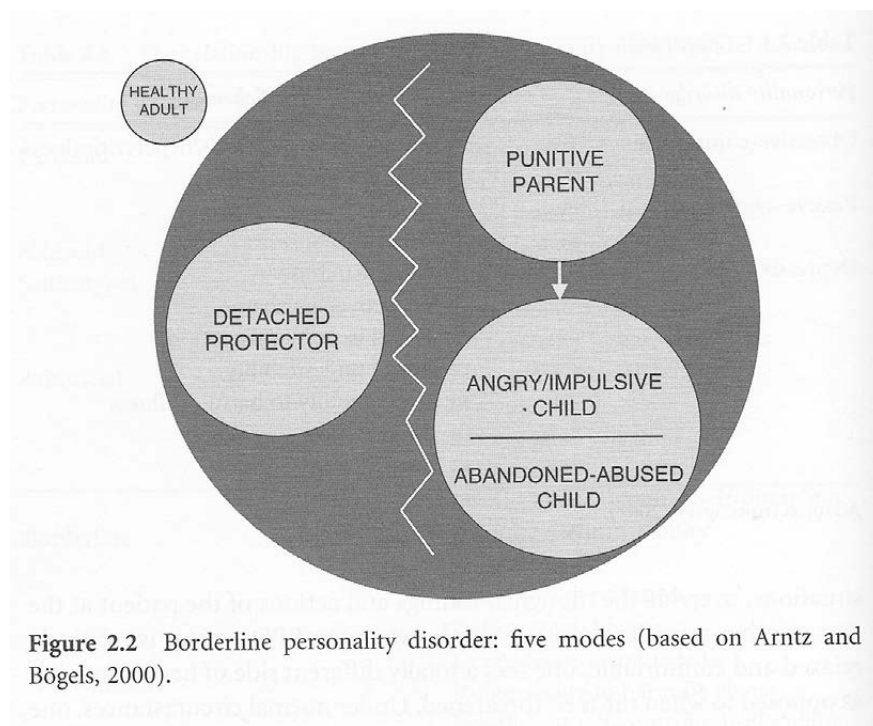 HEALTHY
ADULT
PUNITIVE
PARENT
DETACHED
PROTECTOR
ANGRY/IMPULSIVE
CHILD
ABANDONED-ABUSED
CHILD
Figure 2.2 Borderline personality disorder: five modes (based on Arntz and
Bögels, 2000).